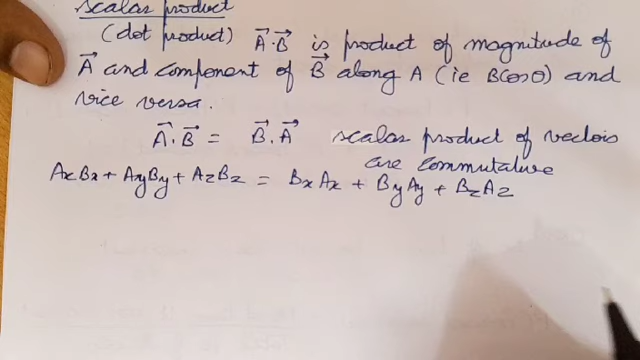 scalar product
(dot product) A⃗·B⃗ is product of magnitude of
A⃗ and component of B⃗ along A (ie BCosθ) and
vice versa.
A⃗·B⃗ = B⃗·A⃗ scalar product of vectors
are commutature
AxBx + AyBy + AzBz = BxAx + ByAy + BzAz